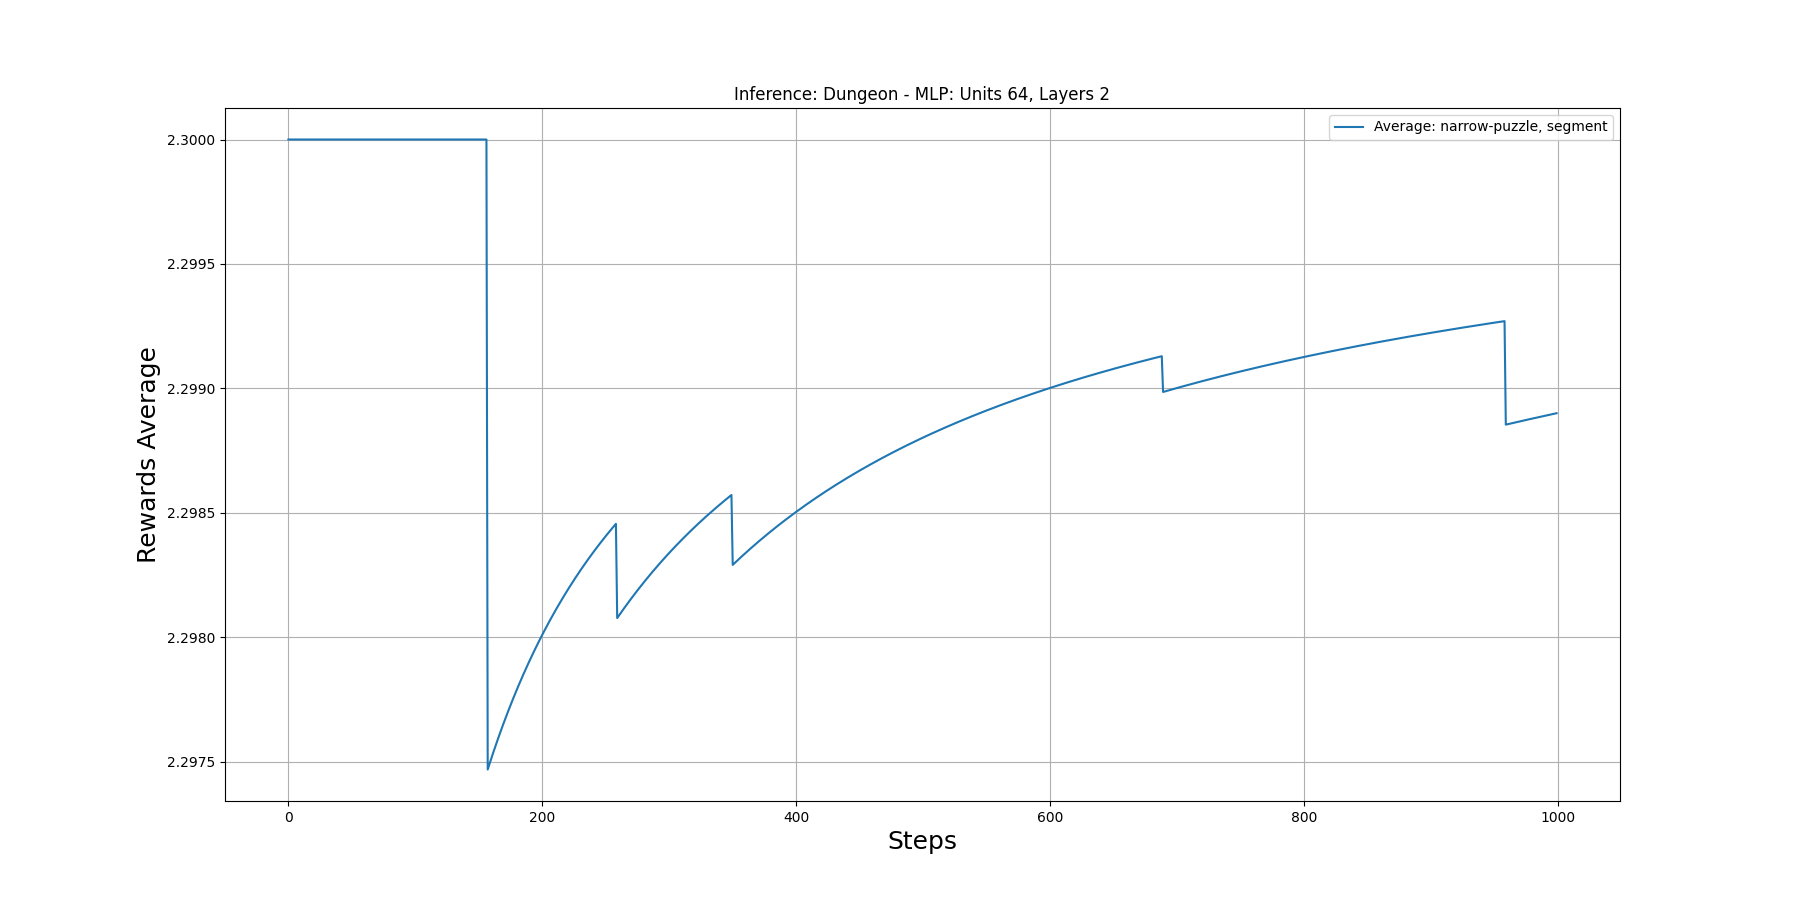 Inference: Dungeon - MLP: Units 64, Layers 2
Average: narrow-puzzle, segment
2.3000
2.2995
2.2990
2.2985
2.2980
2.2975
Rewards Average
0 200 400 600 800 1000
Steps